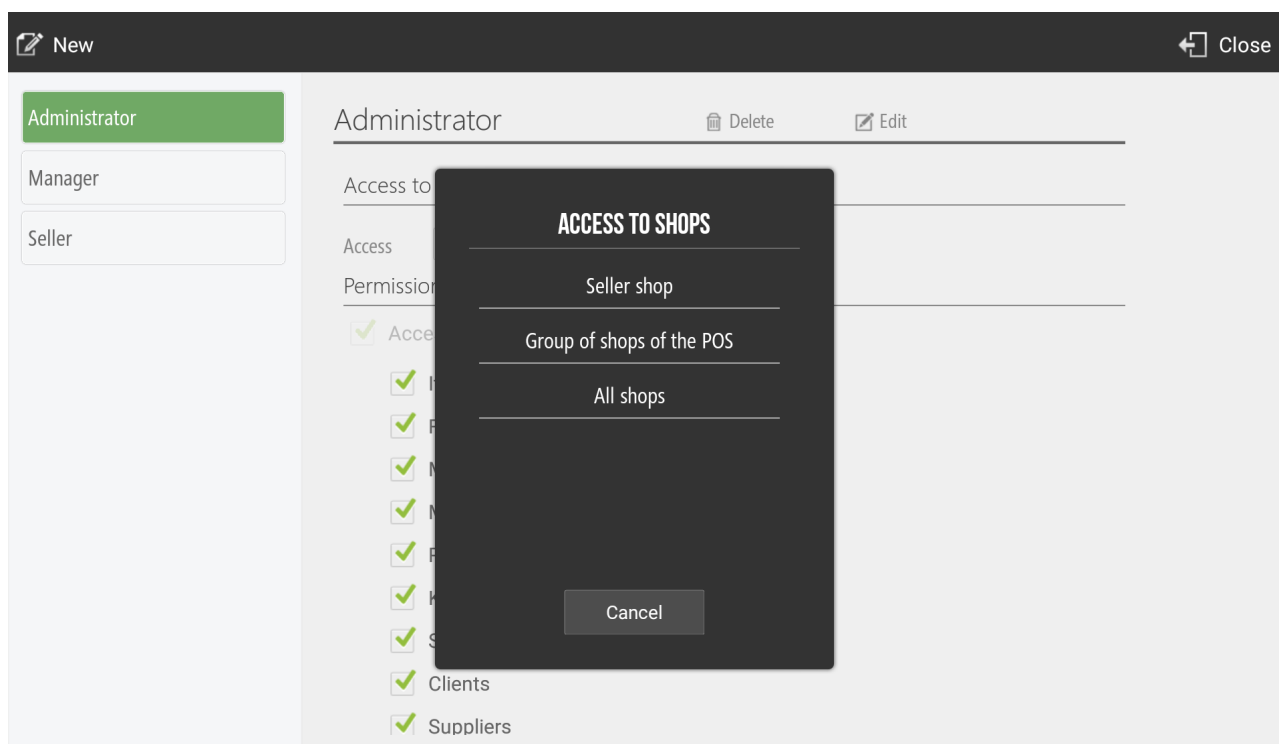 New
Close
Administrator
Manager
Seller
Administrator
Delete
Edit
Access to
Access
ACCESS TO SHOPS
Seller shop
Group of shops of the POS
All shops
Cancel
Clients
Suppliers